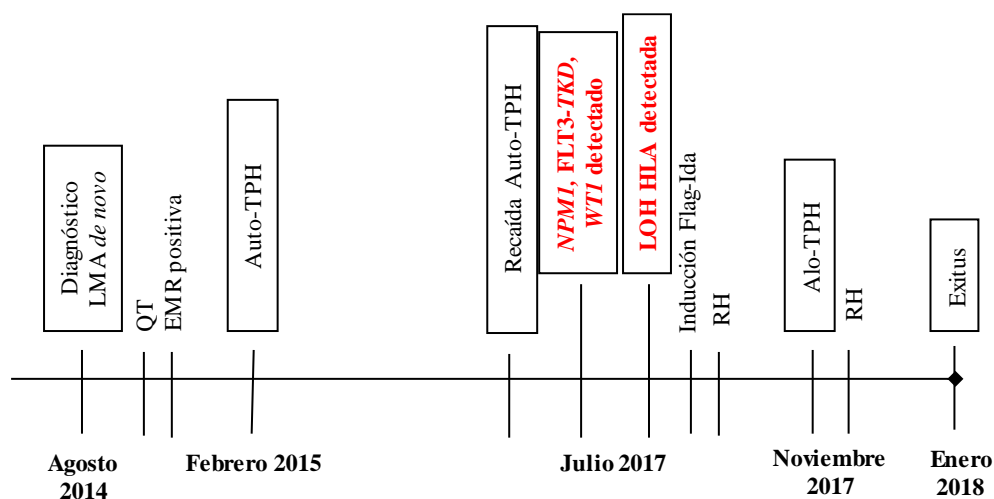 Diagnóstico
LMA de novo
QT
EMR positiva
Auto-TPH
Recaída Auto-TPH
NPM1, FLT3-TKD,
WT1 detectado
LOH HLA detectada
Inducción Flag-Ida
RH
Alo-TPH
RH
Exitus
Agosto
2014
Febrero 2015
Julio 2017
Noviembre
2017
Enero
2018